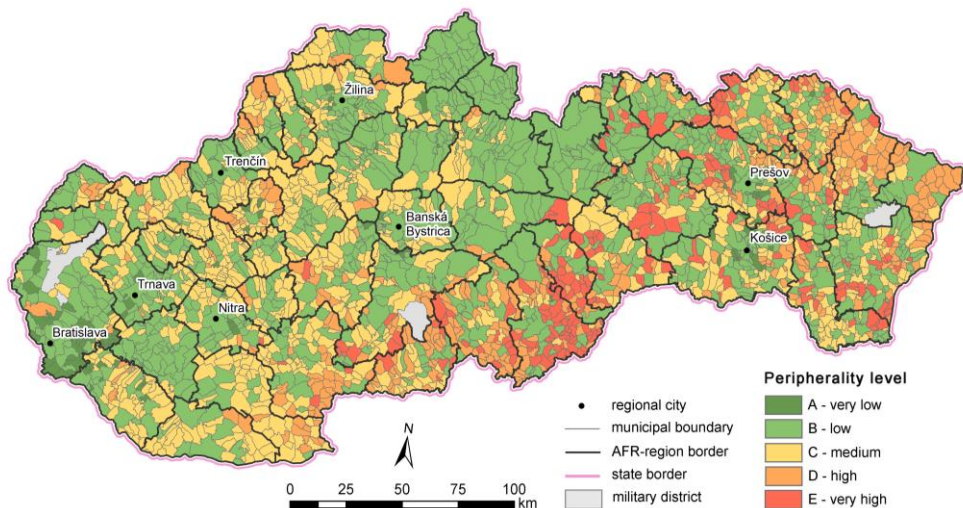 Žilina
Trenčín
Prešov
Banská
Bystrica
Košice
Trnava
Nitra
Bratislava
Peripherality level
regional city
A - very low
municipal boundary
B - low
N
AFR-region border
C - medium
state border
D - high
0 25 50 75 100
km
military district
E - very high